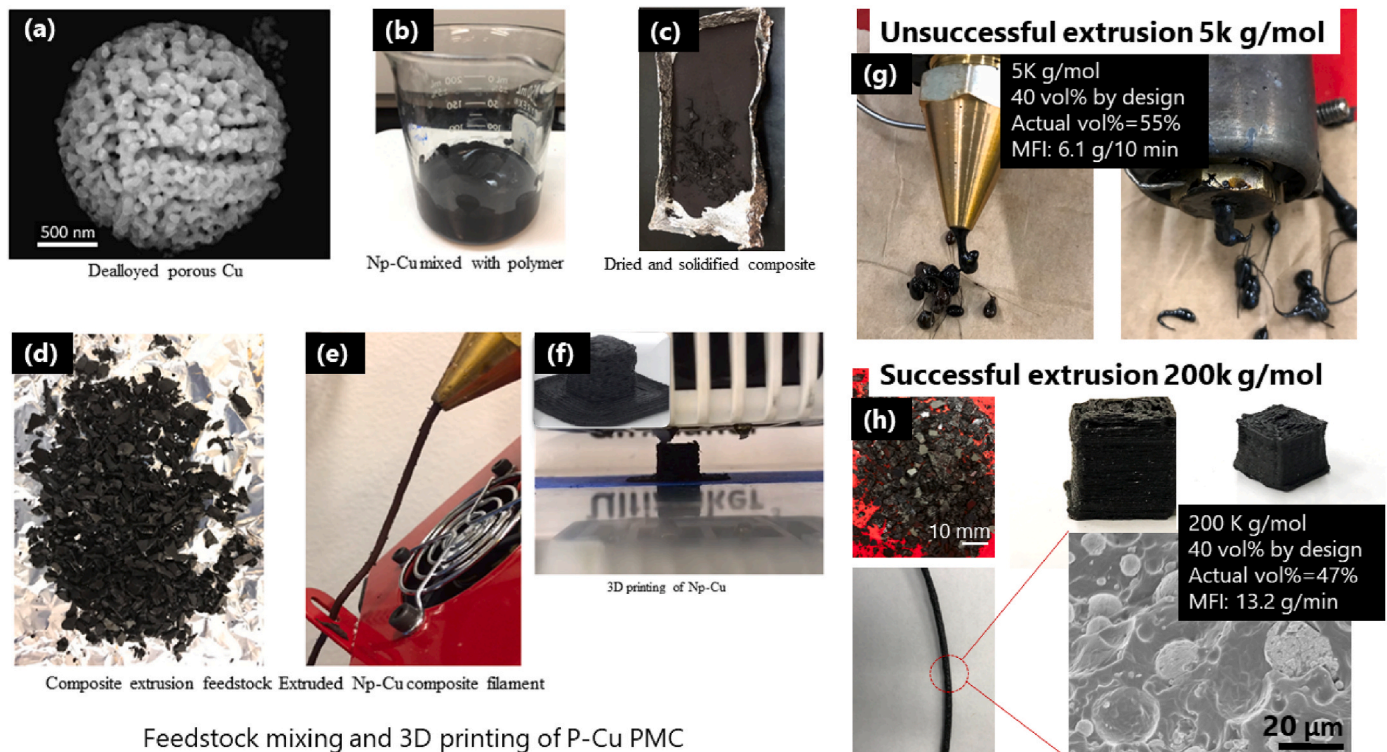 (a)
500 nm
Dealloyed porous Cu
(b)
200
150
100
Np-Cu mixed with polymer
(c)
Dried and solidified composite
Unsuccessful extrusion 5k g/mol
(g)
5K g/mol
40 vol% by design
Actual vol%=55%
MFI: 6.1 g/10 min
(d)
Composite extrusion feedstock
(e)
Extruded Np-Cu composite filament
(f)
3D printing of Np-Cu
Successful extrusion 200k g/mol
(h)
10 mm
200 K g/mol
40 vol% by design
Actual vol%=47%
MFI: 13.2 g/min
20 µm
Feedstock mixing and 3D printing of P-Cu PMC